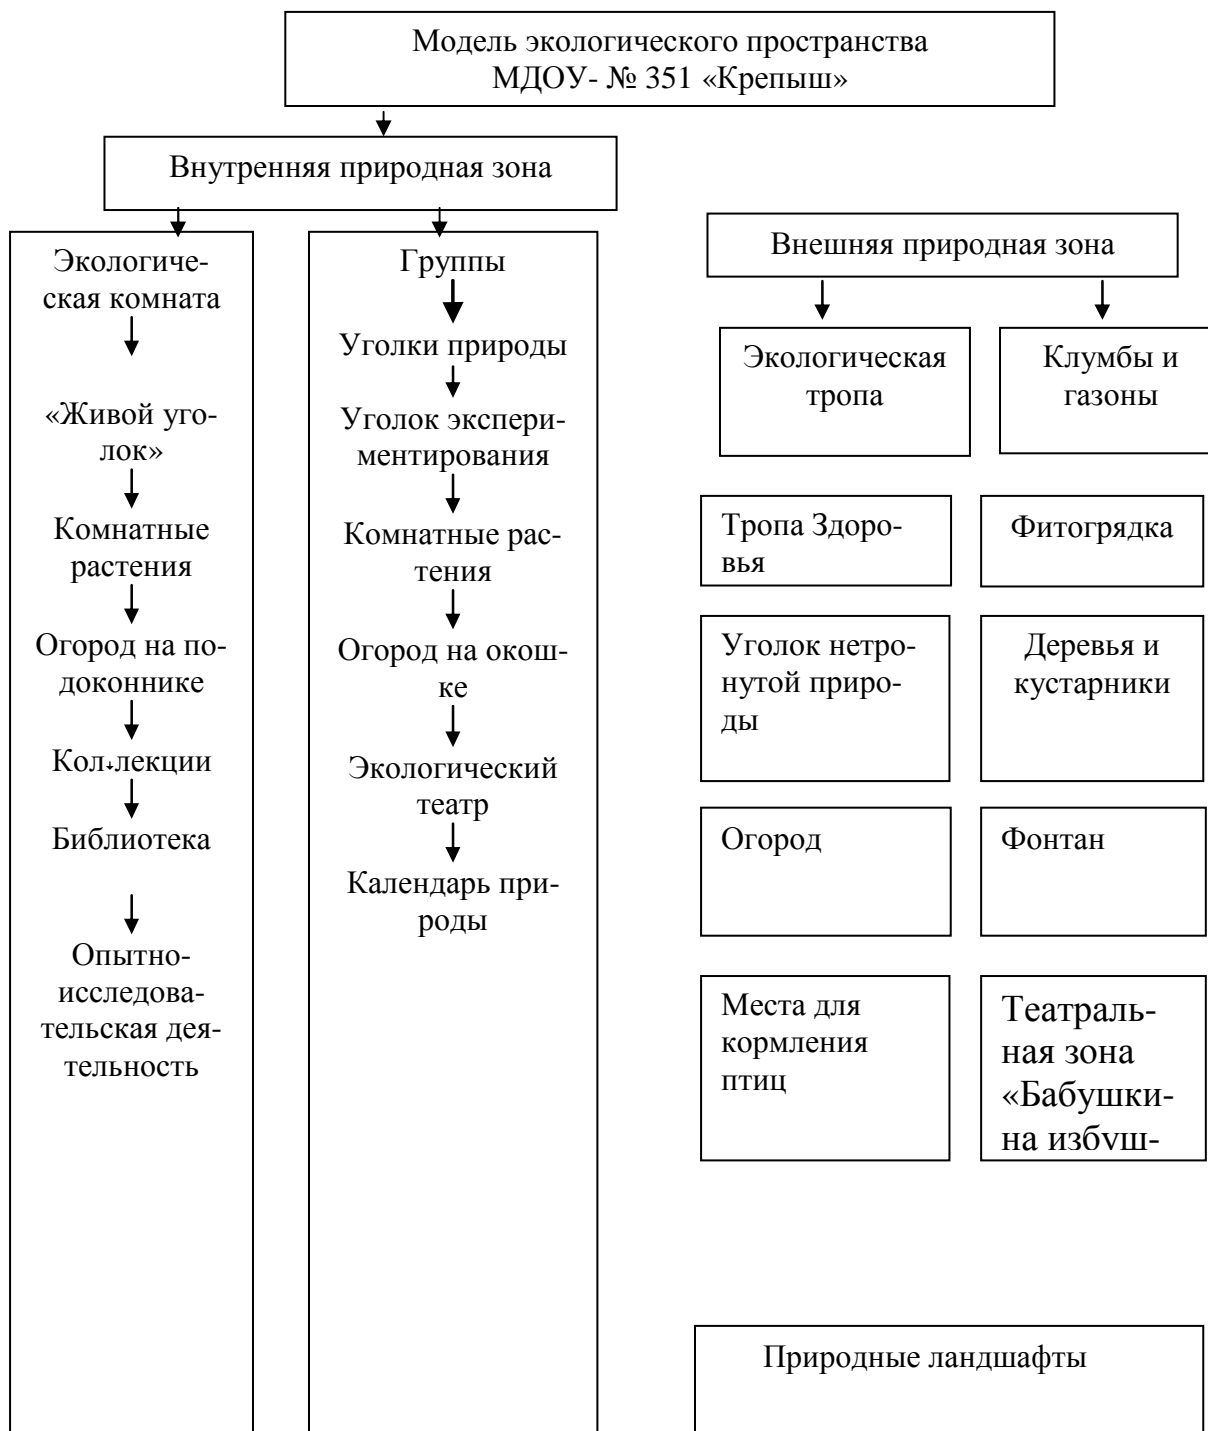 Модель экологического пространства
МДОУ- № 351 «Крепыш»
Внутренняя природная зона
Экологиче-
ская комната
«Живой уго-
лок»
Комнатные
растения
Огород на по-
доконнике
Кол.лекции
Библиотека
Опытно-
исследова-
тельская дея-
тельность
Группы
Уголки природы
Уголок экспери-
ментирования
Комнатные рас-
тения
Огород на окош-
ке
Экологический
театр
Календарь при-
роды
Внешняя природная зона
Экологическая
тропа
Клумбы и
газоны
Тропа Здоро-
вья
Фитогрядка
Уголок нетро-
нутой приро-
ды
Деревья и
кустарники
Огород
Фонтан
Места для
кормления
птиц
Театраль-
ная зона
«Бабушки-
на избуш-
Природные ландшафты